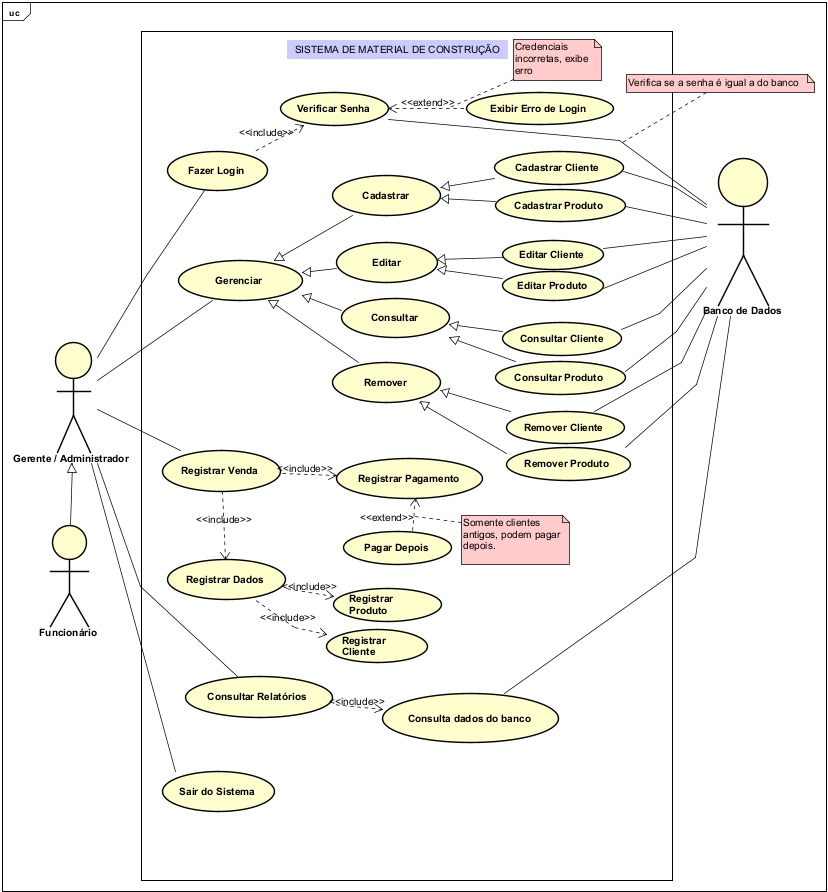 uc
SISTEMA DE MATERIAL DE CONSTRUÇÃO
Credenciais
incorretas, exibe
erro
Verifica se a senha é igual a do banco
Verificar Senha
<<extend>>
Exibir Erro de Login
<<include>>
Fazer Login
Cadastrar
Cadastrar Cliente
Cadastrar Produto
Gerenciar
Editar
Editar Cliente
Editar Produto
Banco de Dados
Consultar
Consultar Cliente
Consultar Produto
Remover
Remover Cliente
Remover Produto
Gerente / Administrador
Registrar Venda
<<include>>
Registrar Pagamento
<<include>>
<<extend>>
Somente clientes
antigos, podem pagar
depois.
Pagar Depois
Funcionário
Registrar Dados
<<include>>
Registrar
Produto
<<include>>
Registrar
Cliente
Consultar Relatórios
<<include>>
Consulta dados do banco
Sair do Sistema